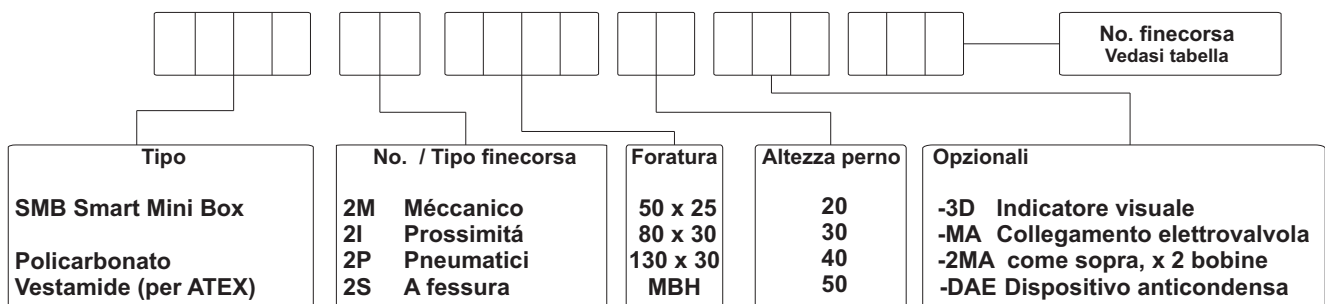 No. finecorsa
Vedasi tabella
Tipo
SMB Smart Mini Box
Policarbonato
Vestamide (per ATEX)
No. / Tipo finecorsa
2M Méccanico
2I Prossimitá
2P Pneumatici
2S A fessura
Foratura
50 x 25
80 x 30
130 x 30
MBH
Altezza perno
20
30
40
50
Opzionali
-3D Indicatore visuale
-MA Collegamento elettrovalvola
-2MA come sopra, x 2 bobine
-DAE Dispositivo anticondensa